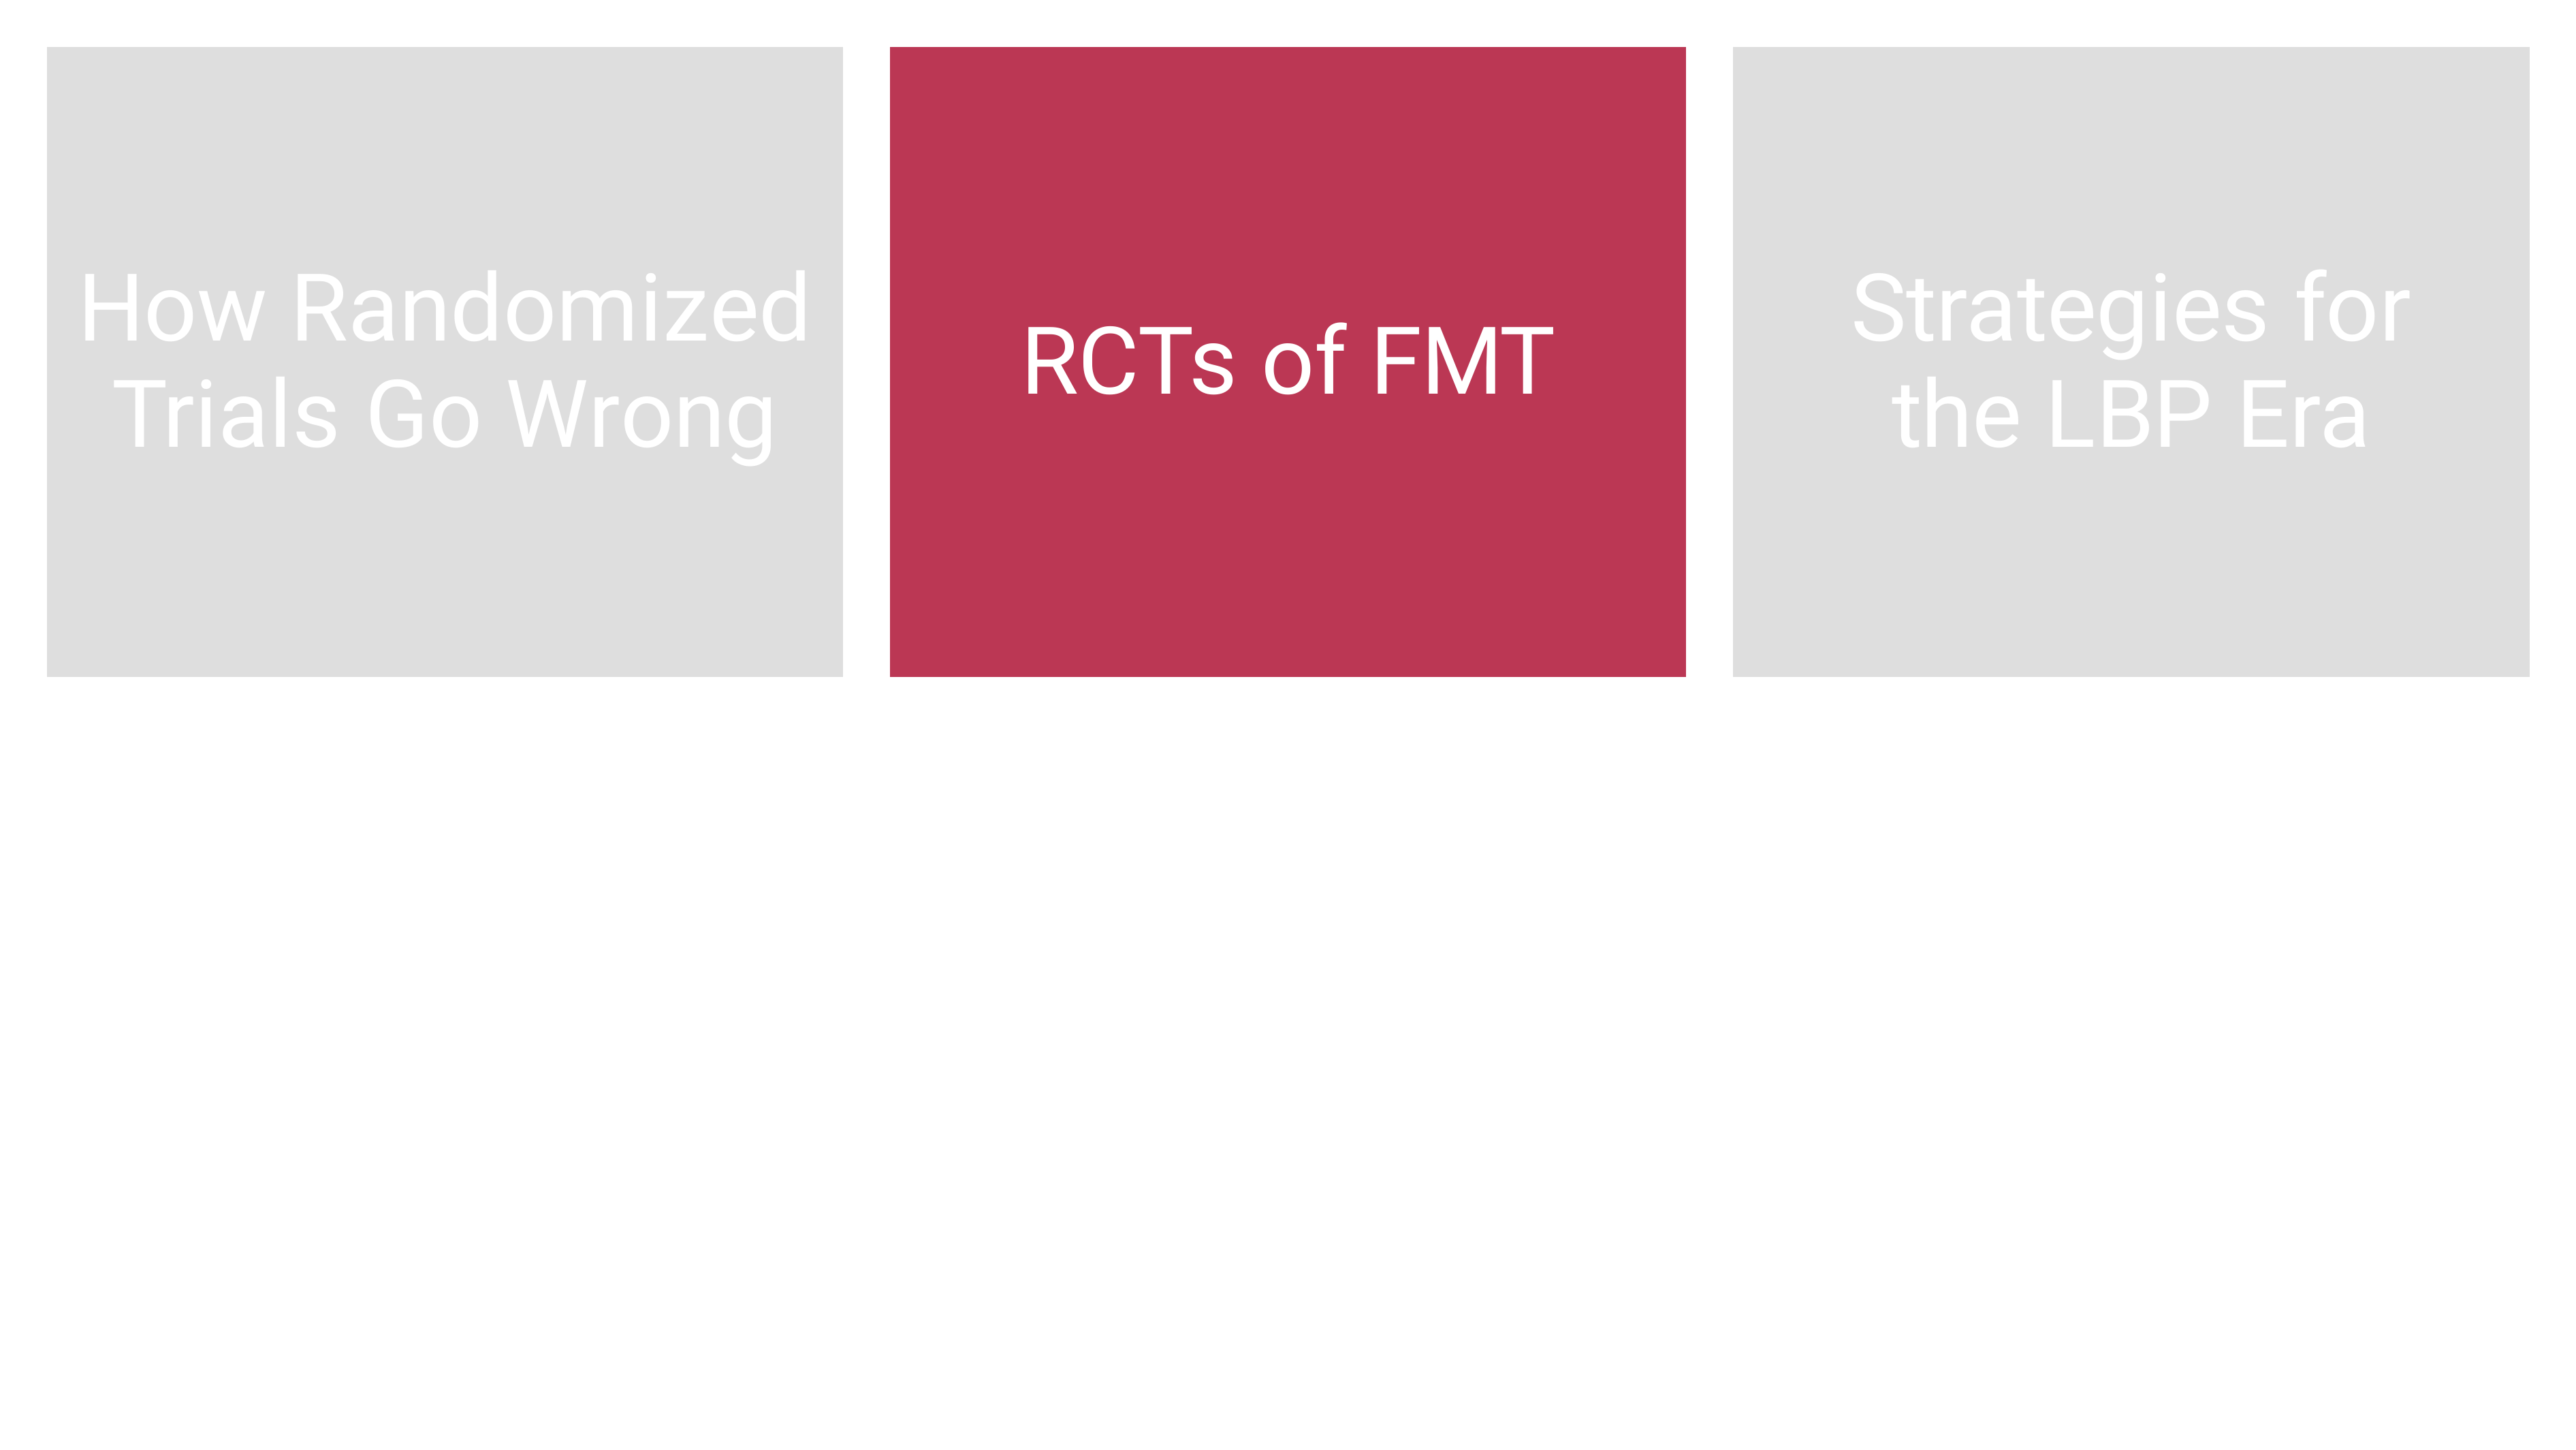 How Randomized
Trials Go Wrong
RCTs of FMT
Strategies for
the LBP Era